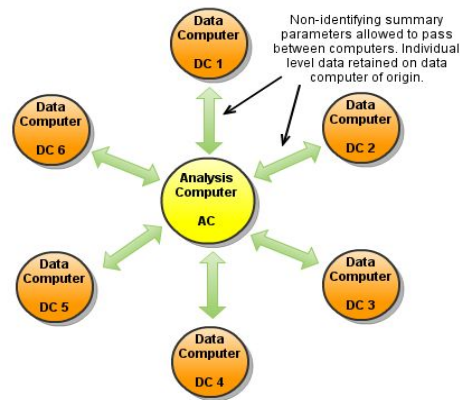 Data
Computer
DC 1
Non-identifying summary
parameters allowed to pass
between computers. Individual
level data retained on data
computer of origin.
Data
Computer
DC 6
Data
Computer
DC 2
Analysis
Computer
AC
Data
Computer
DC 5
Data
Computer
DC 3
Data
Computer
DC 4